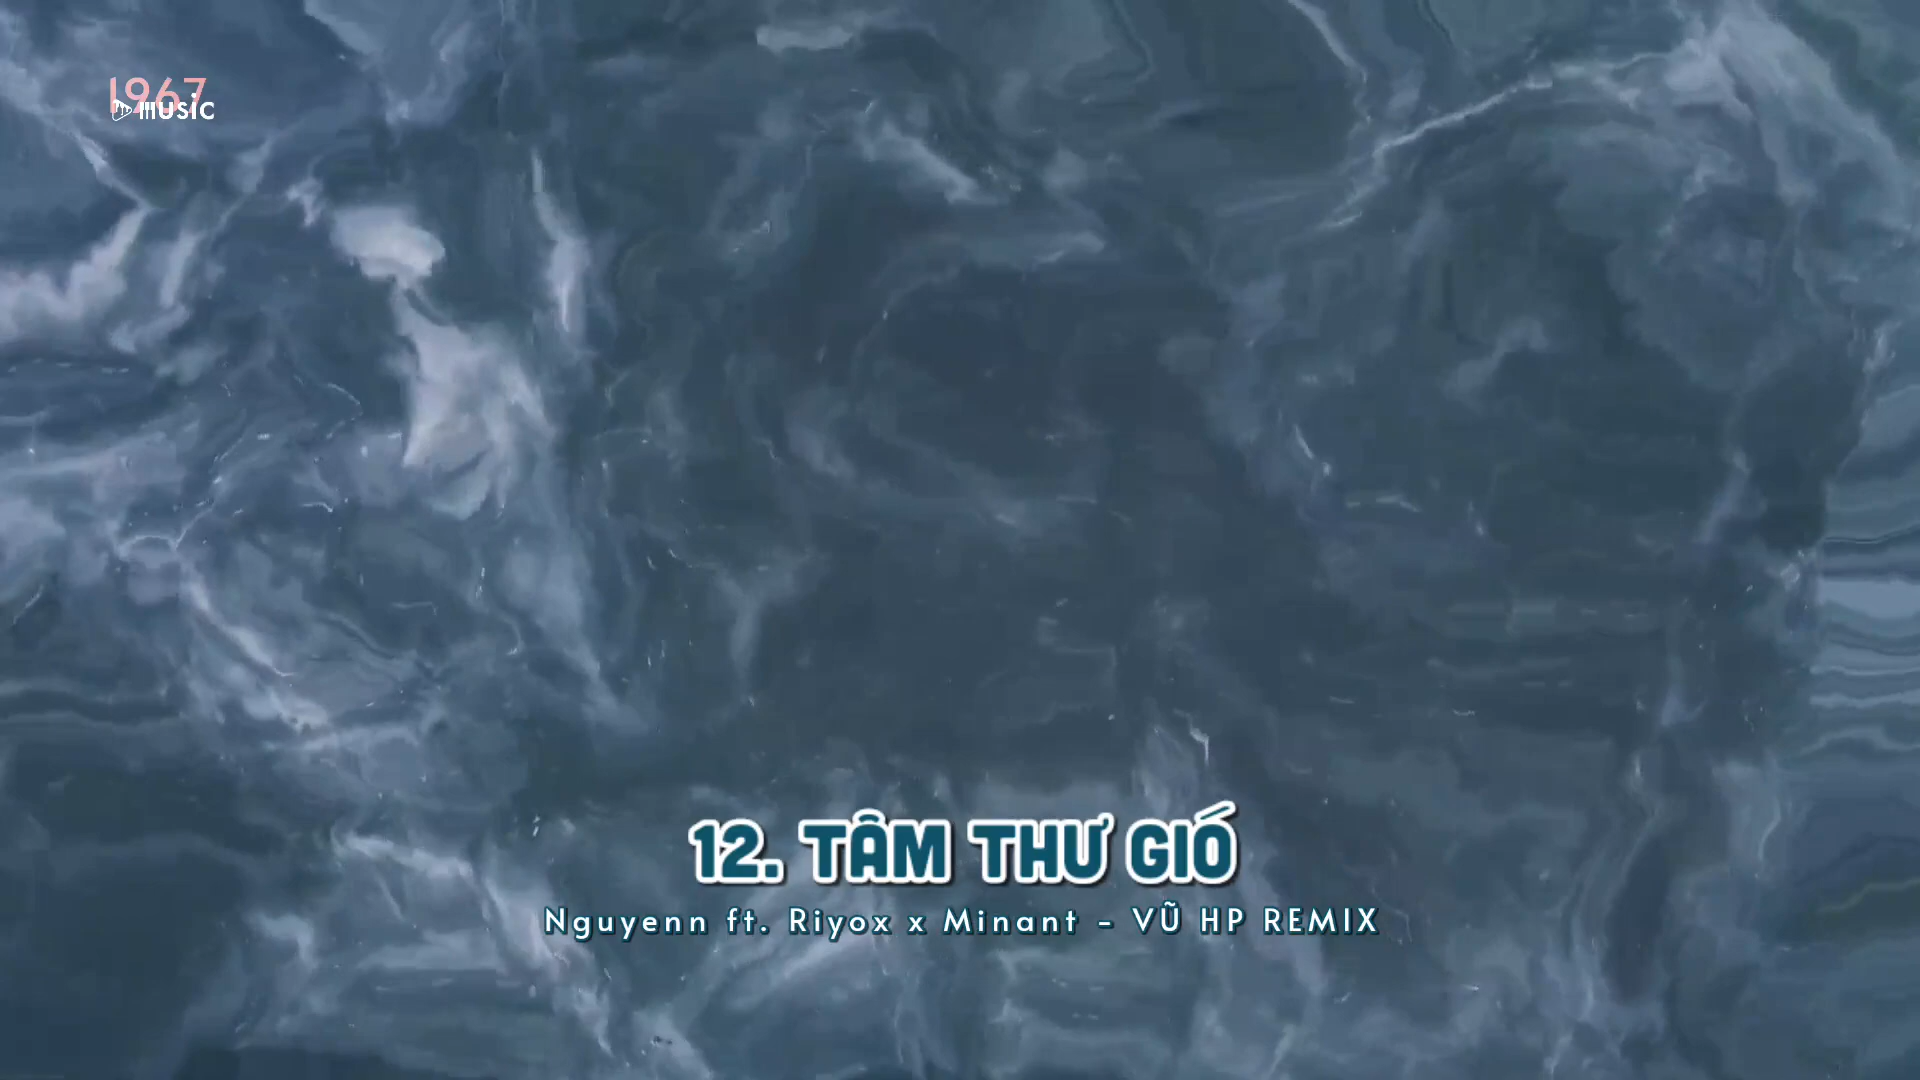 1967
MUSIC
12. TÂM THƯ GIÓ
Nguyenn ft. Riyox x Minant - VŨ HP REMIX